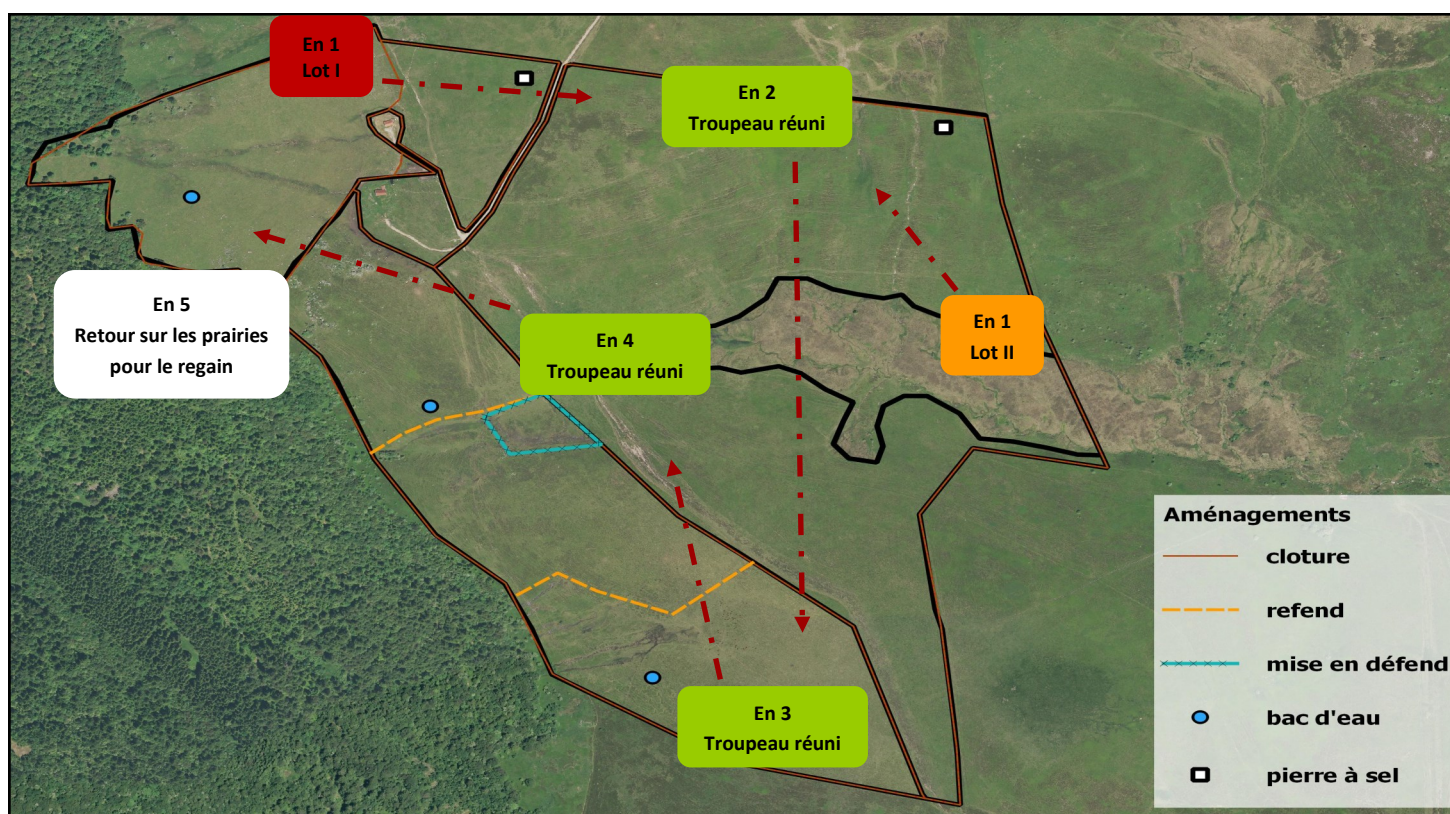 En 1
Lot I
En 2
Troupeau réuni
En 1
Lot II
En 5
Retour sur les prairies
pour le regain
En 4
Troupeau réuni
En 3
Troupeau réuni
Aménagements
cloture
refend
mise en défend
bac d'eau
pierre à sel